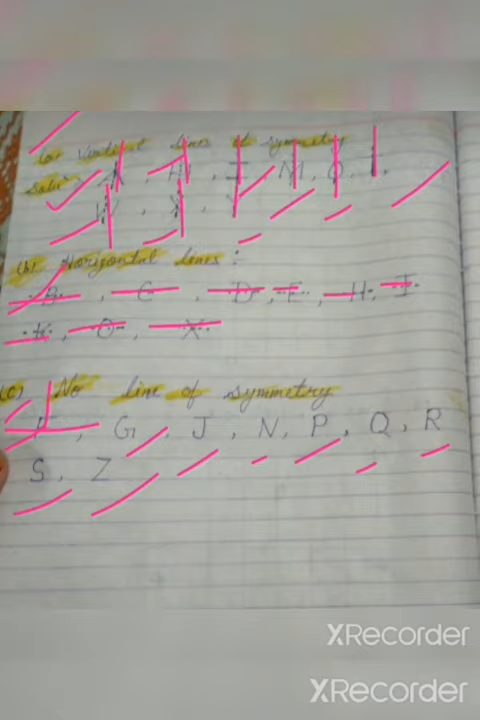 (a) Vertical lines of symmetry
Soln: A, H, I, M, O, T,
W, X, Y
(b) Horizontal lines :
B, C, D, E, H, I
K, O, X
(c) No line of symmetry
F, G, J, N, P, Q, R
S, Z
XRecorder
XRecorder